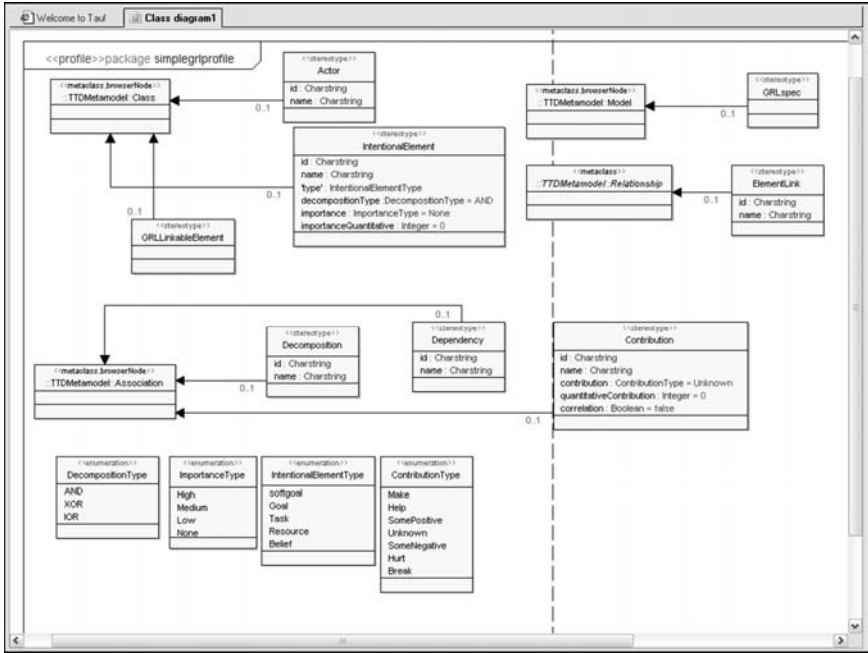 Welcome to Taul
Class diagram1
<<profile>>package simplegrlprofile
<<metaclass.browserNode>>
::TTDMetamodel::Class
0..1
<<stereotype>>
Actor
id : Charstring
name : Charstring
<<stereotype>>
IntentionalElement
id : Charstring
name : Charstring
'type' : IntentionalElementType
decompositionType :DecompositionType = AND
importance : ImportanceType = None
importanceQuantitative : Integer = 0
0..1
0..1
<<stereotype>>
GRLLinkableElement
<<metaclass.browserNode>>
::TTDMetamodel::Model
0..1
<<stereotype>>
GRLspec
<<metaclass>>
::TTDMetamodel::Relationship
0..1
<<stereotype>>
ElementLink
id : Charstring
name : Charstring
0..1
<<stereotype>>
Decomposition
id : Charstring
name : Charstring
<<stereotype>>
Dependency
id : Charstring
name : Charstring
<<stereotype>>
Contribution
id : Charstring
name : Charstring
contribution : ContributionType = Unknown
quantitativeContribution : Integer = 0
correlation : Boolean = false
<<metaclass.browserNode>>
::TTDMetamodel::Association
0..1
0..1
<<enumeration>>
DecompositionType
AND
XOR
IOR
<<enumeration>>
ImportanceType
High
Medium
Low
None
<<enumeration>>
IntentionalElementType
softgoal
Goal
Task
Resource
Belief
<<enumeration>>
ContributionType
Make
Help
SomePositive
Unknown
SomeNegative
Hurt
Break